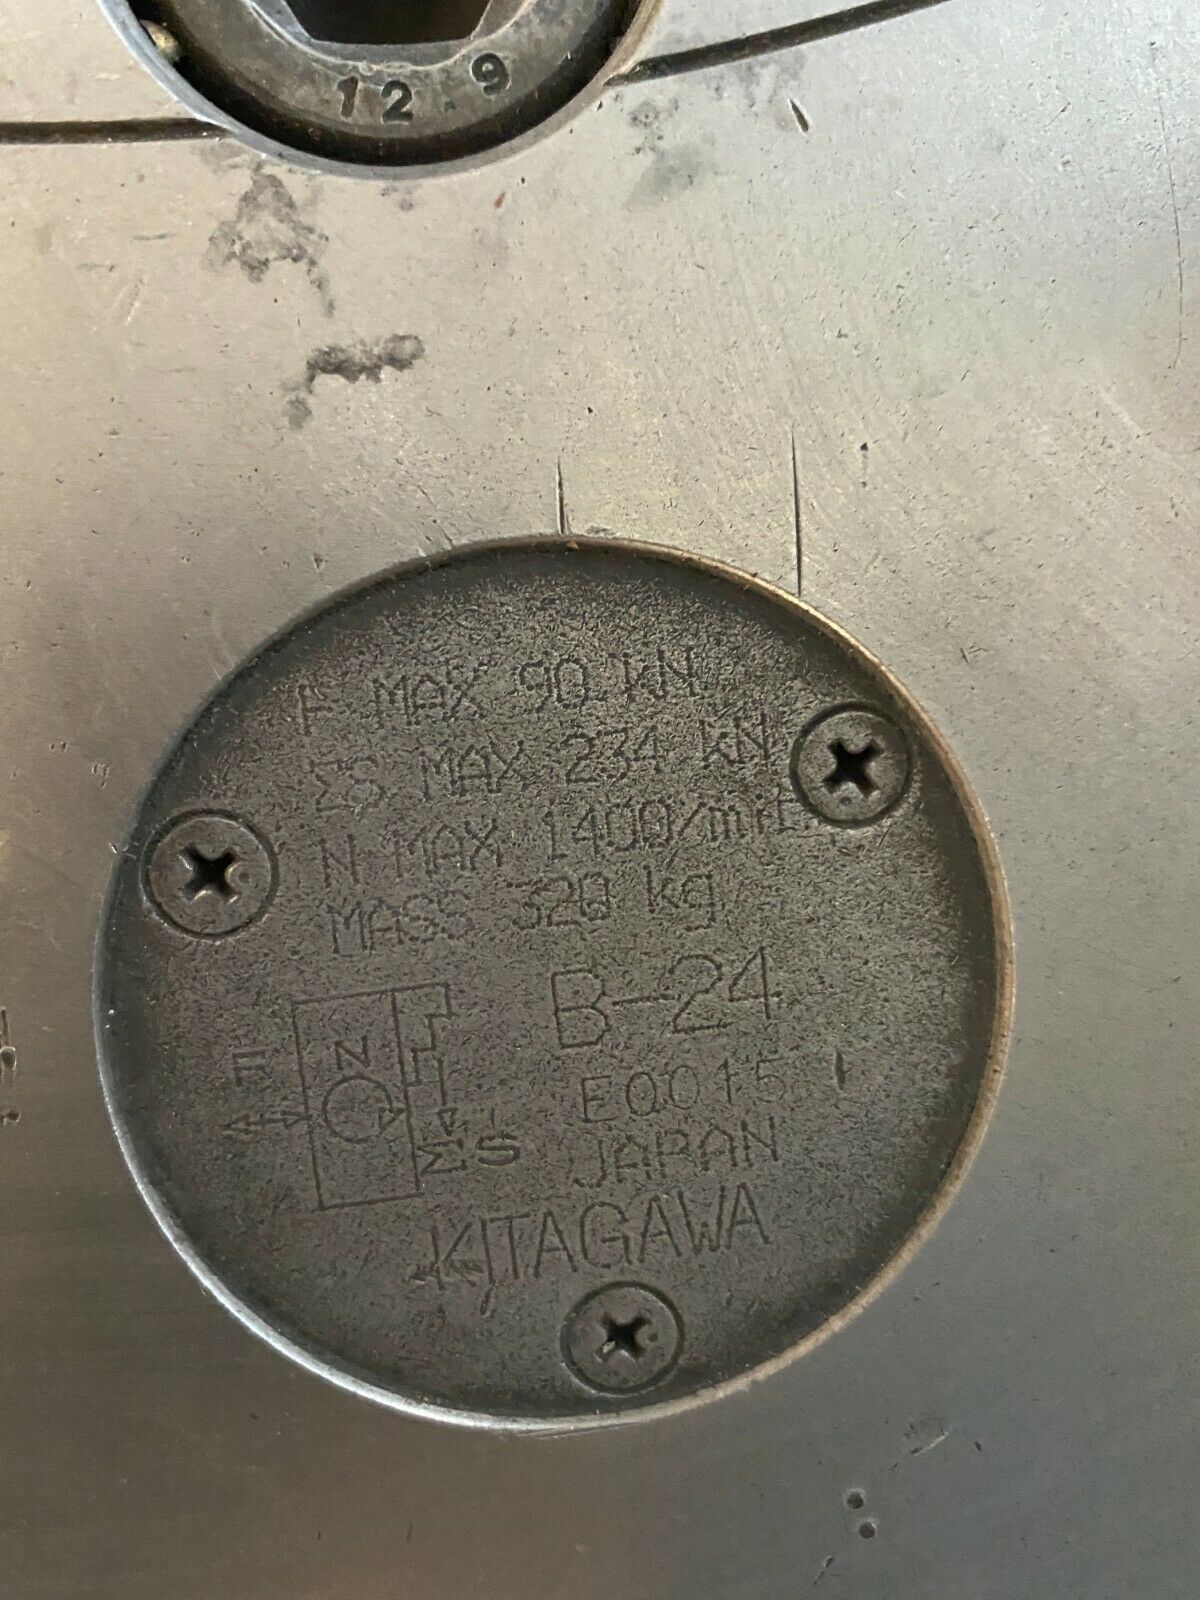 12.9
F MAX 90 kN
ΣS MAX 234 kN
N MAX 1400/min
MASS 320 kg
B-24
F
N
ΣS
E0015
JAPAN
KITAGAWA